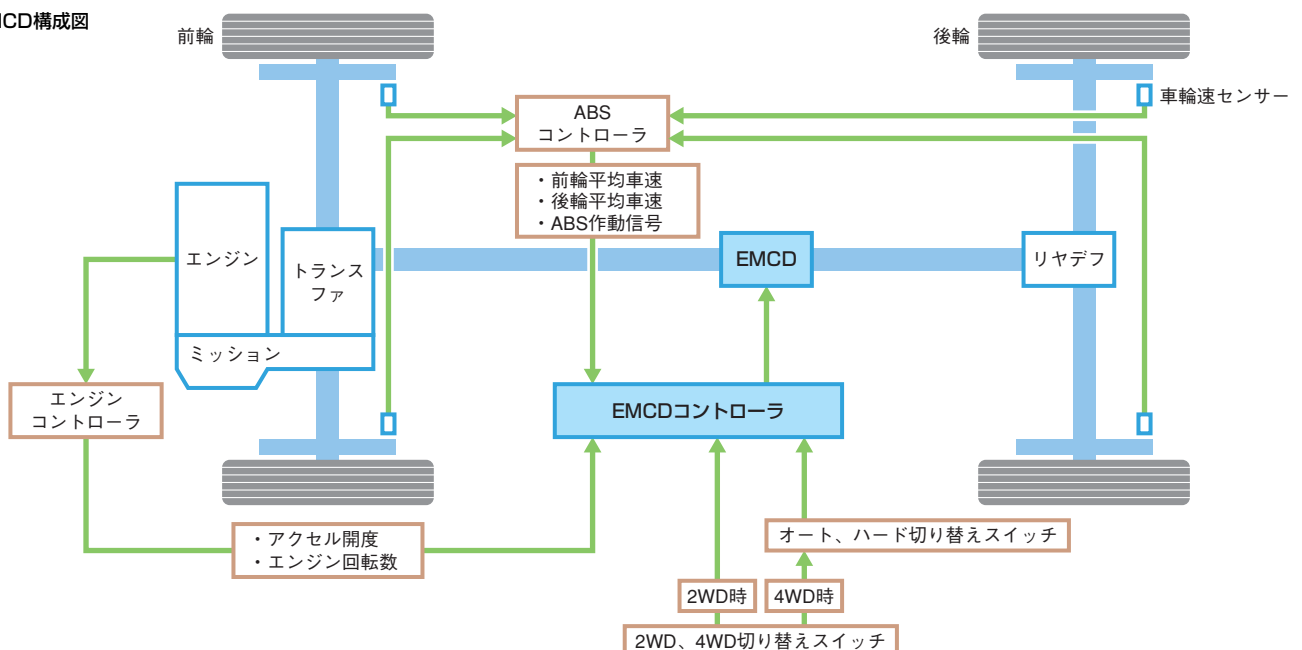 MCD構成図
前輪
後輪
車輪速センサー
ABS
コントローラ
・前輪平均車速
・後輪平均車速
・ABS作動信号
エンジン
トランス
ファ
EMCD
リヤデフ
ミッション
エンジン
コントローラ
EMCDコントローラ
・アクセル開度
・エンジン回転数
オート、ハード切り替えスイッチ
2WD時
4WD時
2WD、4WD切り替えスイッチ